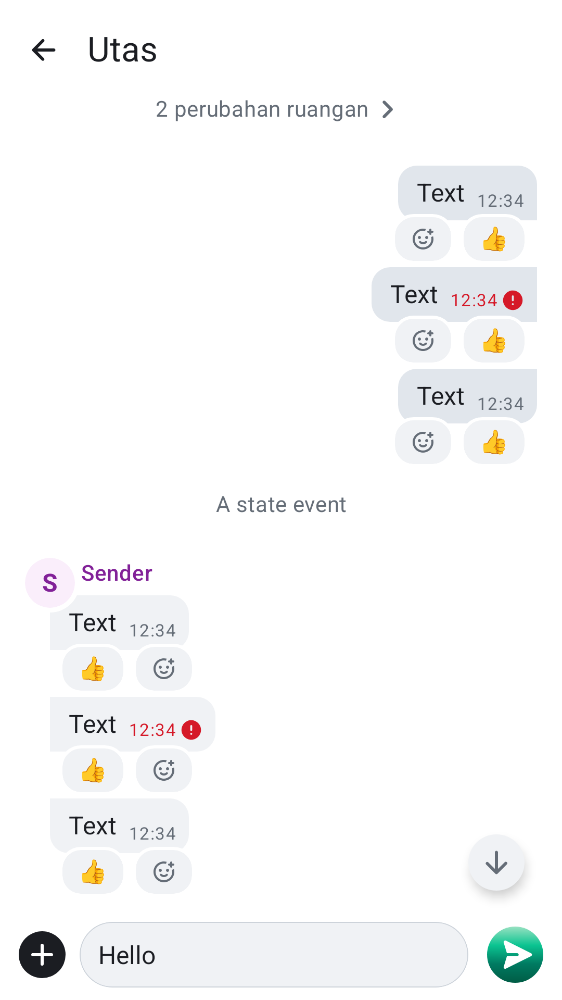 Utas
2 perubahan ruangan
Text 12:34
👍
Text 12:34
👍
Text 12:34
👍
A state event
S Sender
Text 12:34
👍
Text 12:34
👍
Text 12:34
👍
Hello